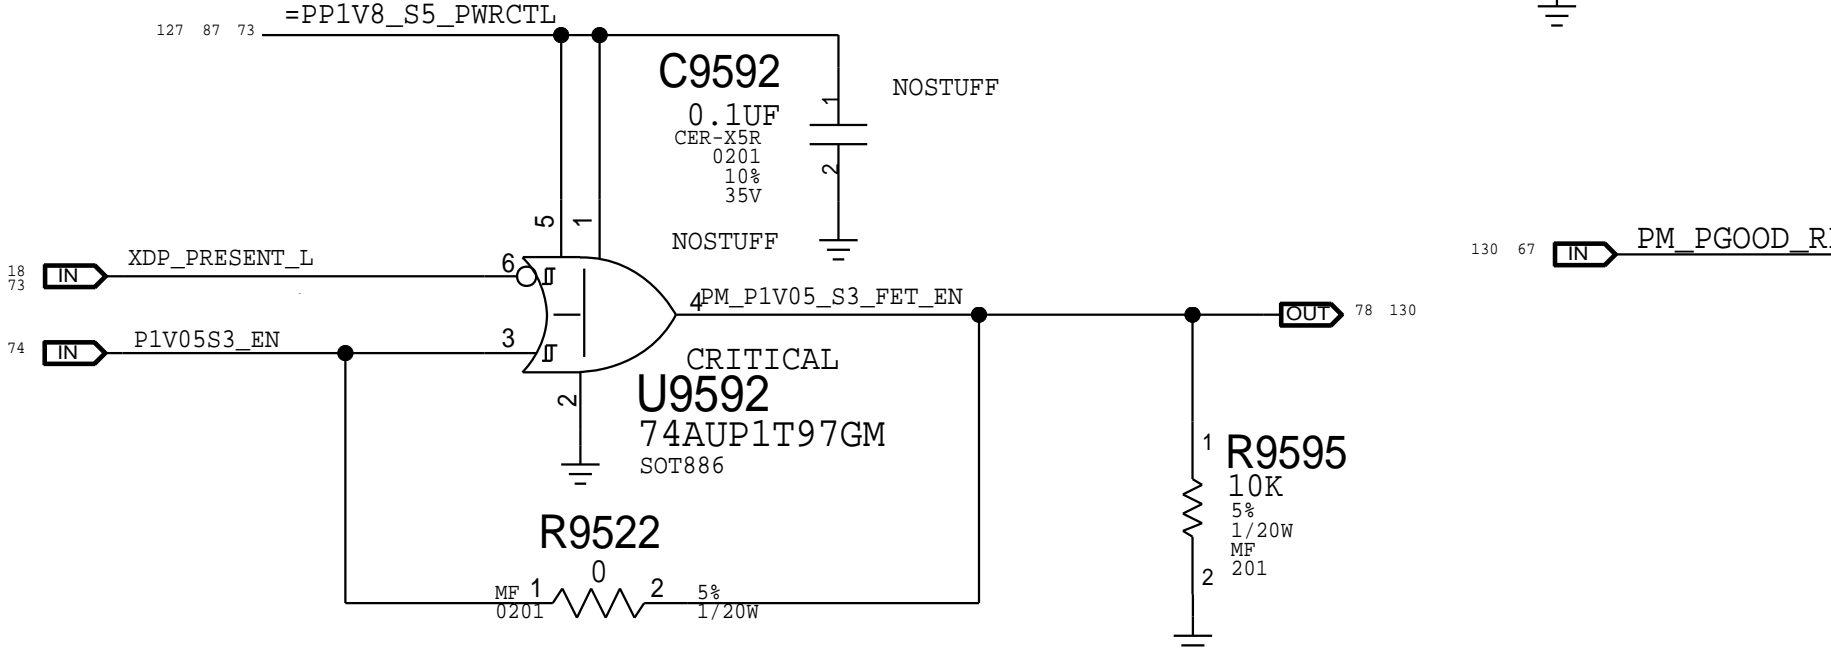 =PP1V8_S5_PWRCTL
127 87 73
C9592
0.1UF
CER-X5R
0201
10%
35V
1
2
NOSTUFF
NOSTUFF
5
1
18
73
IN
XDP_PRESENT_L
6
74
IN
P1V05S3_EN
3
4
PM_P1V05_S3_FET_EN
OUT
78 130
2
CRITICAL
U9592
74AUP1T97GM
SOT886
R9522
0
MF
0201
1
2
5%
1/20W
1
R9595
10K
5%
1/20W
MF
201
2
130 67
IN